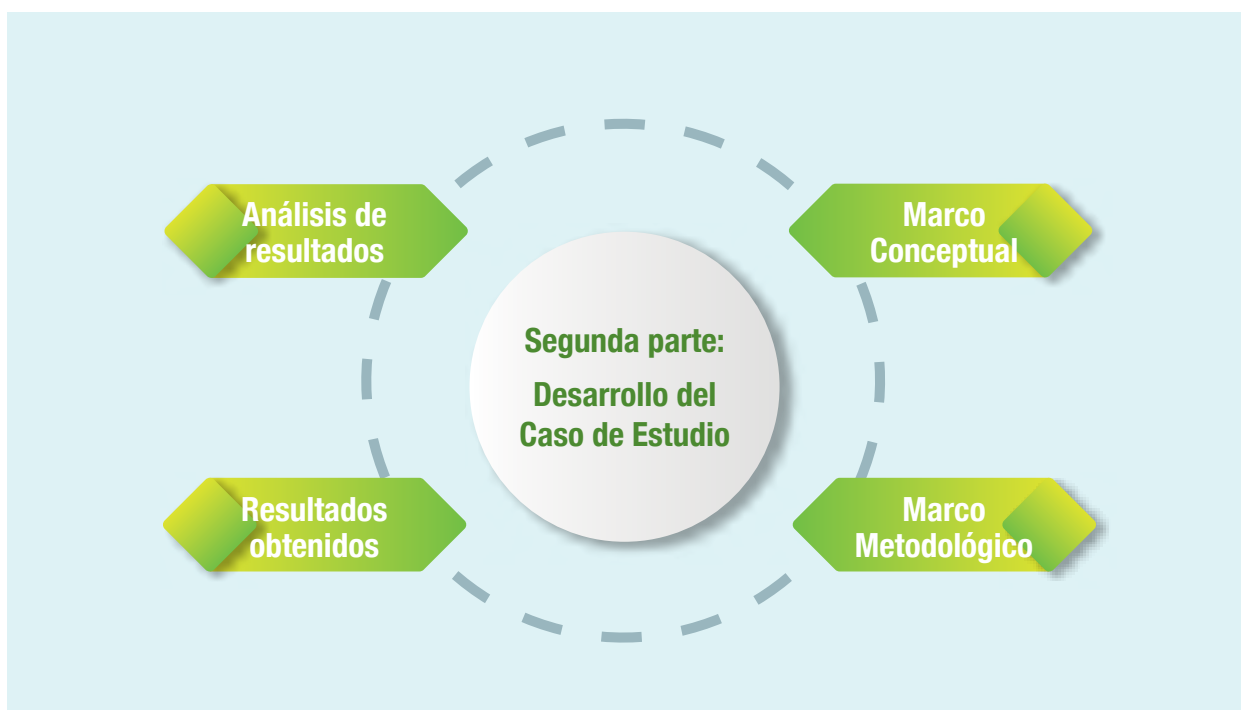 Análisis de
resultados
Marco
Conceptual
Segunda parte:
Desarrollo del
Caso de Estudio
Resultados
obtenidos
Marco
Metodológico